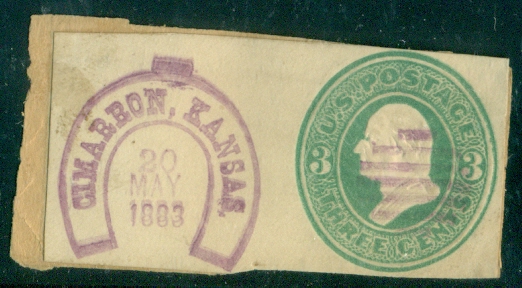 CIMARRON, KANSAS.
20
MAY
1883
U.S. POSTAGE
3 3
THREE CENTS